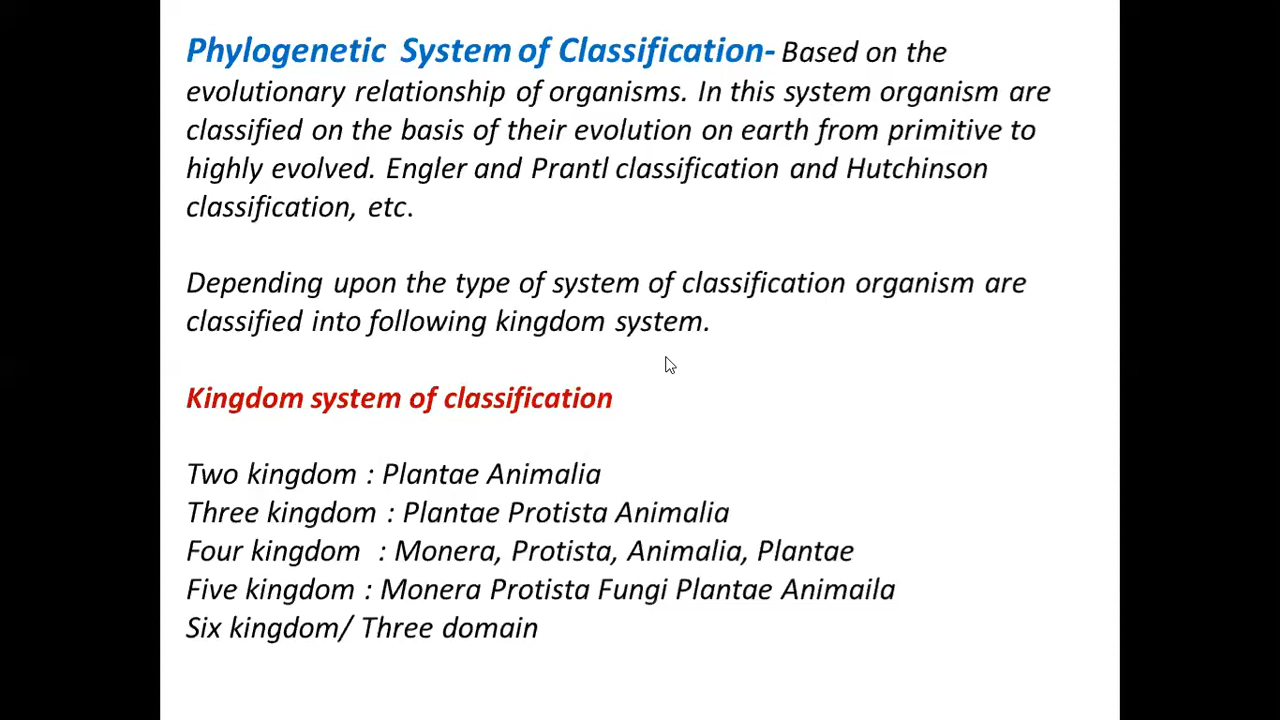 Phylogenetic System of Classification- Based on the
evolutionary relationship of organisms. In this system organism are
classified on the basis of their evolution on earth from primitive to
highly evolved. Engler and Prantl classification and Hutchinson
classification, etc.
Depending upon the type of system of classification organism are
classified into following kingdom system.
Kingdom system of classification
Two kingdom : Plantae Animalia
Three kingdom : Plantae Protista Animalia
Four kingdom : Monera, Protista, Animalia, Plantae
Five kingdom : Monera Protista Fungi Plantae Animaila
Six kingdom/ Three domain